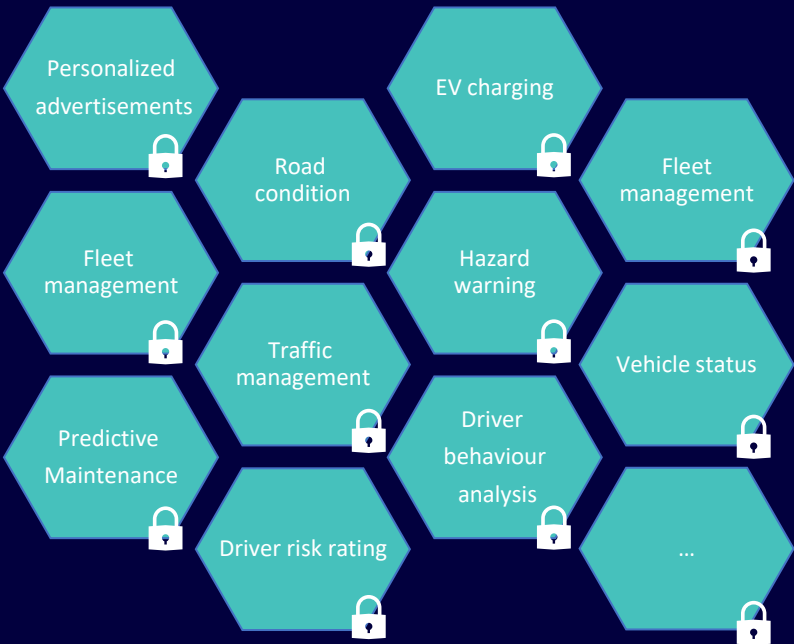 Personalized
advertisements
EV charging
Road
condition
Fleet
management
Fleet
management
Hazard
warning
Traffic
management
Vehicle status
Predictive
Maintenance
Driver
behaviour
analysis
Driver risk rating
…